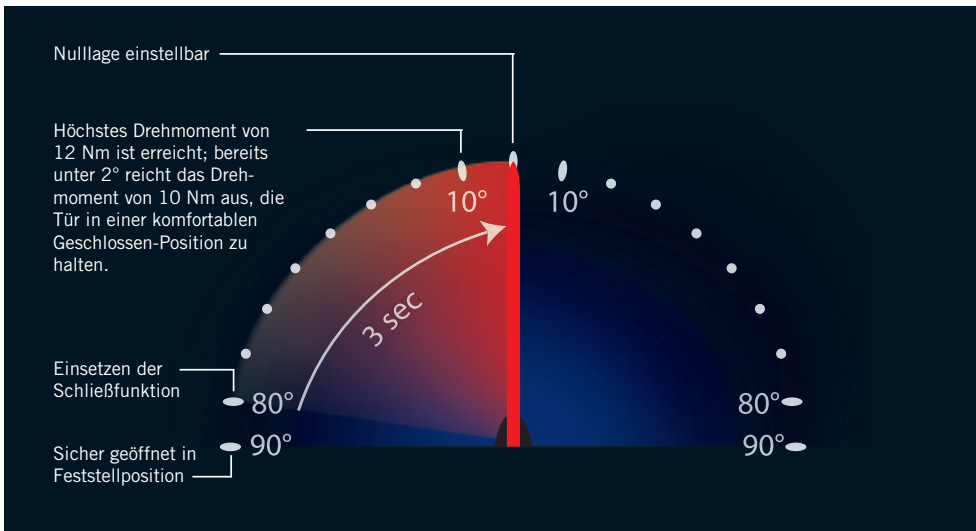 Nulllage einstellbar
Höchstes Drehmoment von
12 Nm ist erreicht; bereits
unter 2° reicht das Dreh-
moment von 10 Nm aus, die
Tür in einer komfortablen
Geschlossen-Position zu
halten.
10°
10°
3 sec
Einsetzen der
Schließfunktion
80°
80°
90°
90°
Sicher geöffnet in
Feststellposition